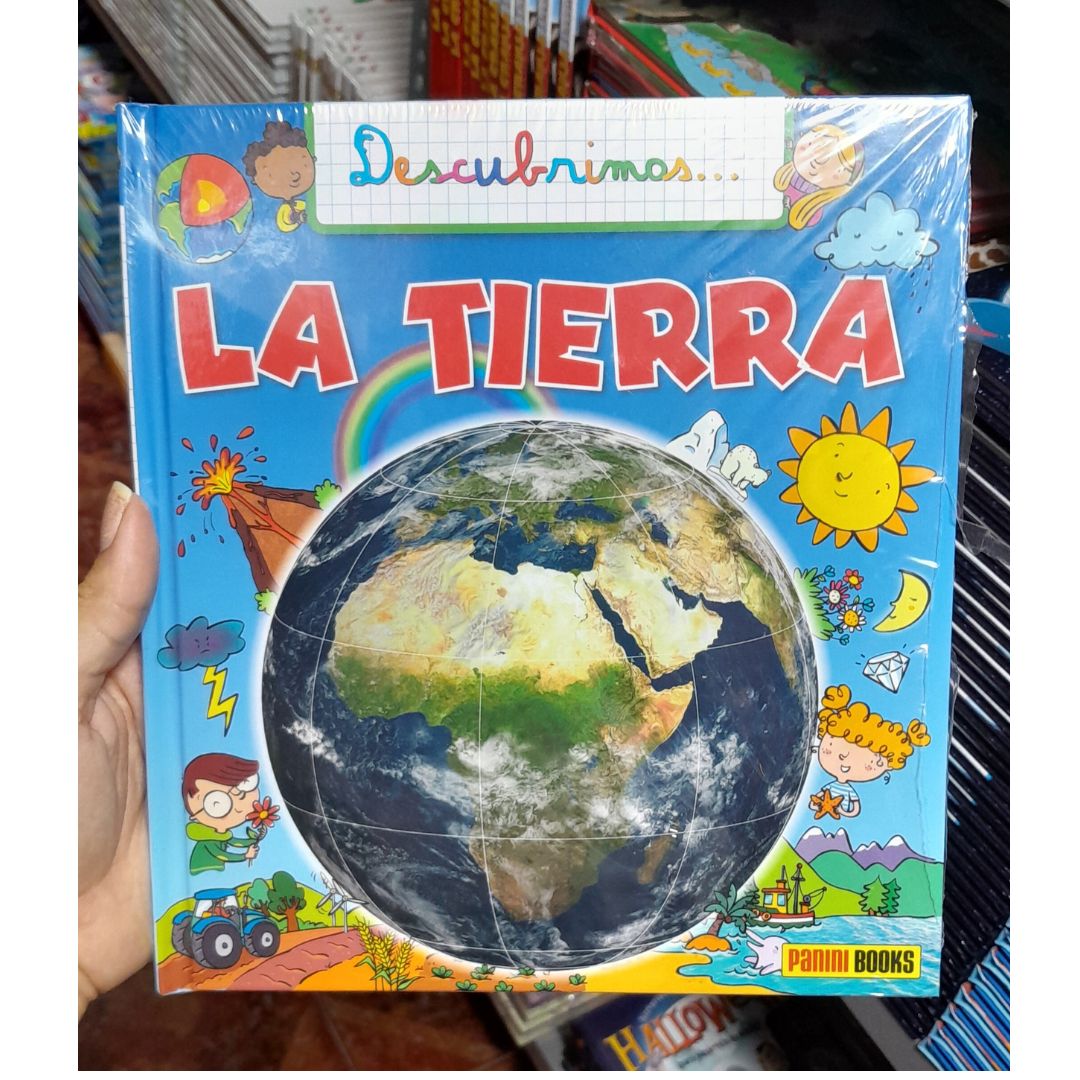 Descubrimos...
LA TIERRA
PANINI BOOKS